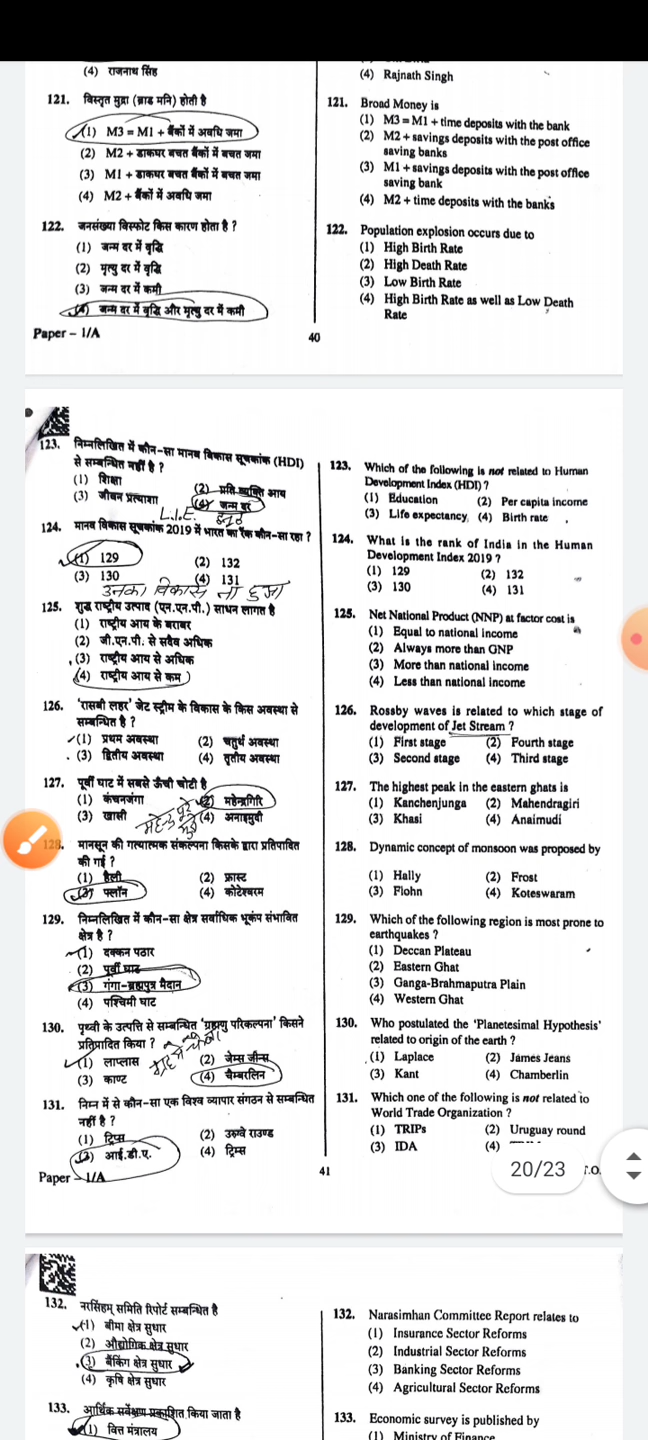 (4) राजनाथ सिंह
121. विस्तृत मुद्रा (ब्राड मनि) होती है
(1) M3 = M1 + बैंकों में अवधि जमा
(2) M2 + डाकघर बचत बैंकों में बचत जमा
(3) M1 + डाकघर बचत बैंकों में बचत जमा
(4) M2 + बैंकों में अवधि जमा
122. जनसंख्या विस्फोट किस कारण होता है ?
(1) जन्म दर में वृद्धि
(2) मृत्यु दर में वृद्धि
(3) जन्म दर में कमी
(4) जन्म दर में वृद्धि और मृत्यु दर में कमी
Paper – 1/A
(4) Rajnath Singh
121. Broad Money is
(1) M3 = M1 + time deposits with the bank
(2) M2 + savings deposits with the post office
saving banks
(3) M1 + savings deposits with the post office
saving bank
(4) M2 + time deposits with the banks
122. Population explosion occurs due to
(1) High Birth Rate
(2) High Death Rate
(3) Low Birth Rate
(4) High Birth Rate as well as Low Death
Rate
40
123. निम्नलिखित में कौन-सा मानव विकास सूचकांक (HDI)
से सम्बन्धित नहीं है ?
(1) शिक्षा (2) प्रति व्यक्ति आय
(3) जीवन प्रत्याशा (4) जन्म दर
L.I.E.
124. मानव विकास सूचकांक 2019 में भारत का रैंक कौन-सा रहा ?
(1) 129 (2) 132
(3) 130 (4) 131
उनका विकास ना हुआ
125. शुद्ध राष्ट्रीय उत्पाद (एन.एन.पी.) साधन लागत है
(1) राष्ट्रीय आय के बराबर
(2) जी.एन.पी. से सदैव अधिक
(3) राष्ट्रीय आय से अधिक
(4) राष्ट्रीय आय से कम
126. 'रासबी लहर' जेट स्ट्रीम के विकास के किस अवस्था से
सम्बन्धित है ?
(1) प्रथम अवस्था (2) चतुर्थ अवस्था
(3) द्वितीय अवस्था (4) तृतीय अवस्था
127. पूर्वी घाट में सबसे ऊँची चोटी है
(1) कंचनजंगा (2) महेन्द्रगिरि
(3) खासी (4) अनाइमुदी
128. मानसून की गत्यात्मक संकल्पना किसके द्वारा प्रतिपादित
की गई ?
(1) हैली (2) फ्रास्ट
(3) फ्लॉन (4) कोटेश्वरम
129. निम्नलिखित में कौन-सा क्षेत्र सर्वाधिक भूकंप संभावित
क्षेत्र है ?
(1) दक्कन पठार
(2) पूर्वी घाट
(3) गंगा-ब्रह्मपुत्र मैदान
(4) पश्चिमी घाट
130. पृथ्वी के उत्पत्ति से सम्बन्धित 'ग्रहाणु परिकल्पना' किसने
प्रतिपादित किया ?
(1) लाप्लास (2) जेम्स जीन्स
(3) काण्ट (4) चैम्बरलिन
131. निम्न में से कौन-सा एक विश्व व्यापार संगठन से सम्बन्धित
नहीं है ?
(1) ट्रिप्स (2) उरुग्वे राउण्ड
(3) आई.डी.ए. (4) ट्रिम्स
Paper – 1/A
123. Which of the following is not related to Human
Development Index (HDI) ?
(1) Education (2) Per capita income
(3) Life expectancy (4) Birth rate
124. What is the rank of India in the Human
Development Index 2019 ?
(1) 129 (2) 132
(3) 130 (4) 131
125. Net National Product (NNP) at factor cost is
(1) Equal to national income
(2) Always more than GNP
(3) More than national income
(4) Less than national income
126. Rossby waves is related to which stage of
development of Jet Stream ?
(1) First stage (2) Fourth stage
(3) Second stage (4) Third stage
127. The highest peak in the eastern ghats is
(1) Kanchenjunga (2) Mahendragiri
(3) Khasi (4) Anaimudi
128. Dynamic concept of monsoon was proposed by
(1) Hally (2) Frost
(3) Flohn (4) Koteswaram
129. Which of the following region is most prone to
earthquakes ?
(1) Deccan Plateau
(2) Eastern Ghat
(3) Ganga-Brahmaputra Plain
(4) Western Ghat
130. Who postulated the 'Planetesimal Hypothesis'
related to origin of the earth ?
(1) Laplace (2) James Jeans
(3) Kant (4) Chamberlin
131. Which one of the following is not related to
World Trade Organization ?
(1) TRIPs (2) Uruguay round
(3) IDA (4)
41
20/23
T.O.
132. नरसिंहम् समिति रिपोर्ट सम्बन्धित है
(1) बीमा क्षेत्र सुधार
(2) औद्योगिक क्षेत्र सुधार
(3) बैंकिंग क्षेत्र सुधार
(4) कृषि क्षेत्र सुधार
133. आर्थिक सर्वेक्षण प्रकाशित किया जाता है
(1) वित्त मंत्रालय
132. Narasimhan Committee Report relates to
(1) Insurance Sector Reforms
(2) Industrial Sector Reforms
(3) Banking Sector Reforms
(4) Agricultural Sector Reforms
133. Economic survey is published by
(1) Ministry of Finance